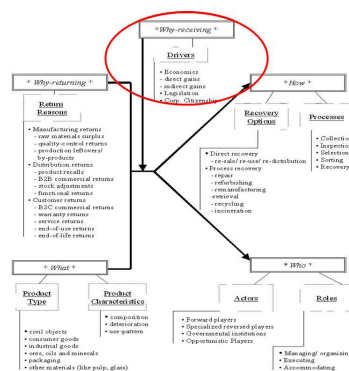 * Why-receiving *
Drivers
• Economics
- direct gains
- indirect gains
• Legislation
• Corp. Citizenship
* Why-returning *
Return
Reasons
• Manufacturing returns
- raw materials surplus
- quality-control returns
- production leftovers/
by-products
• Distribution returns
- product recalls
- B2B commercial returns
- stock adjustments
- functional returns
• Customer returns
- B2C commercial returns
- warranty returns
- service returns
- end-of-use returns
- end-of-life returns
* How *
Recovery
Options
• Direct recovery
- re-sale/ re-use/ re-distribution
• Process recovery
- repair
- refurbishing
- remanufacturing
-retrieval
- recycling
- incineration
Processes
• Collectio
• Inspectio
• Selection
• Sorting
• Recovery
* What *
Product
Type
• civil objects
• consumer goods
• industrial goods
• ores, oils and minerals
• packaging
• other materials (like pulp, glass)
Product
Characteristics
• composition
• deterioration
• use-pattern
* Who *
Actors
• Forward players
• Specialized reversed players
• Governmental institutions
• Opportunistic Players
Roles
• Managing/ organizin
• Executing
• Accommodating